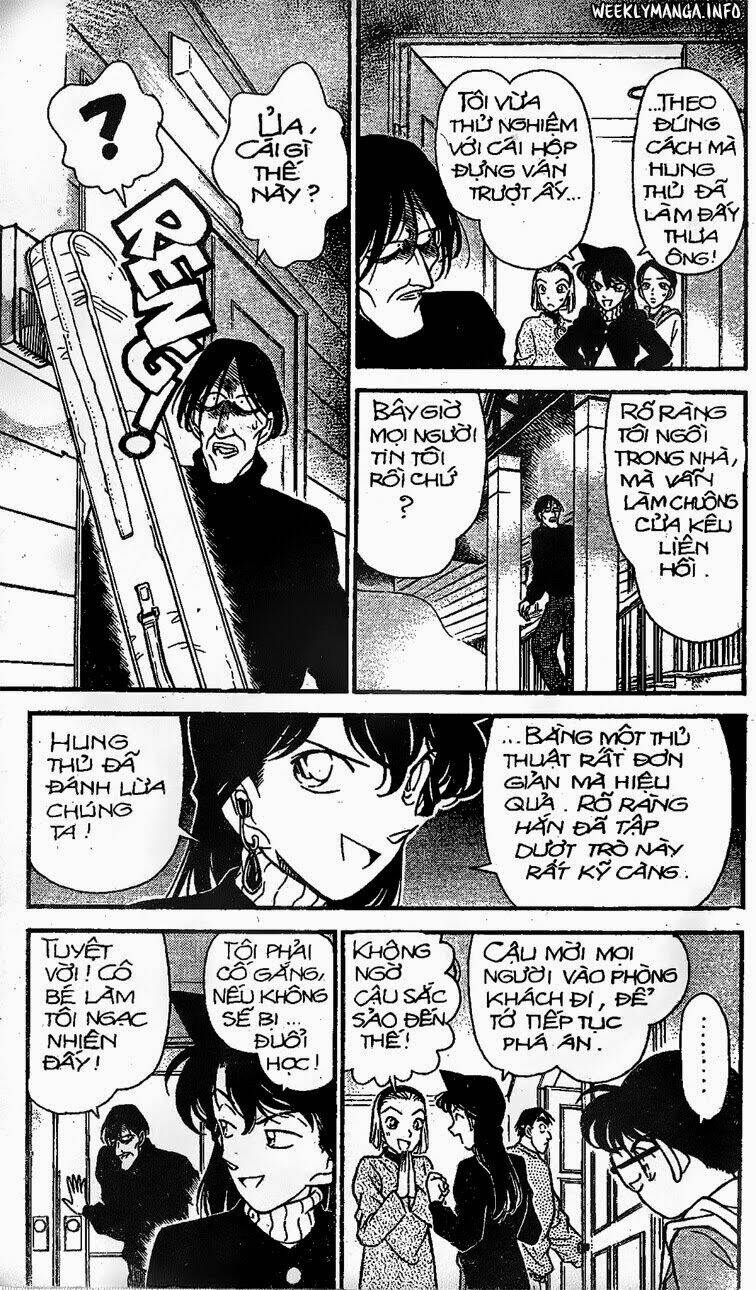 WEEKLYMANGA.INFO
?
ỦA,
CÁI GÌ
THẾ
NÀY?
RENG!
TÔI VỪA
THỬ NGHIỆM
VỚI CÁI HỘP
ĐỰNG VÁN
TRƯỢT ẤY...
...THEO
ĐÚNG
CÁCH MÀ
HUNG
THỦ ĐÃ
LÀM ĐẤY
THƯA
ÔNG!
BÂY GIỜ
MỌI NGƯỜI
TIN TÔI
RỒI CHỨ
?
RÕ RÀNG
TÔI NGỒI
TRONG NHÀ,
MÀ VẪN
LÀM CHUÔNG
CỬA KÊU
LIÊN
HỒI.
HUNG
THỦ ĐÃ
ĐÁNH LỪA
CHÚNG
TA!
...BẰNG MỘT THỦ
THUẬT RẤT ĐƠN
GIẢN MÀ HIỆU
QUẢ. RÕ RÀNG
HẮN ĐÃ TẬP
DƯỢT TRÒ NÀY
RẤT KỸ CÀNG.
TUYỆT
VỜI! CÔ
BÉ LÀM
TÔI NGẠC
NHIÊN
ĐẤY!
TÔI PHẢI
CỐ GẮNG,
NẾU KHÔNG
SẼ BỊ...
ĐUỔI
HỌC!
KHÔNG
NGỜ
CẬU SẮC
SẢO ĐẾN
THẾ!
CẬU MỜI MỌI
NGƯỜI VÀO PHÒNG
KHÁCH ĐI, ĐỂ
TỚ TIẾP TỤC
PHÁ ÁN.
........